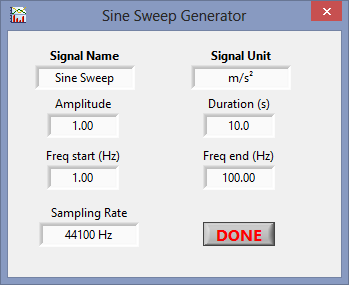 Sine Sweep Generator
Signal Name Signal Unit
Sine Sweep m/s²
Amplitude Duration (s)
1.00 10.0
Freq start (Hz) Freq end (Hz)
1.00 100.00
Sampling Rate
44100 Hz DONE